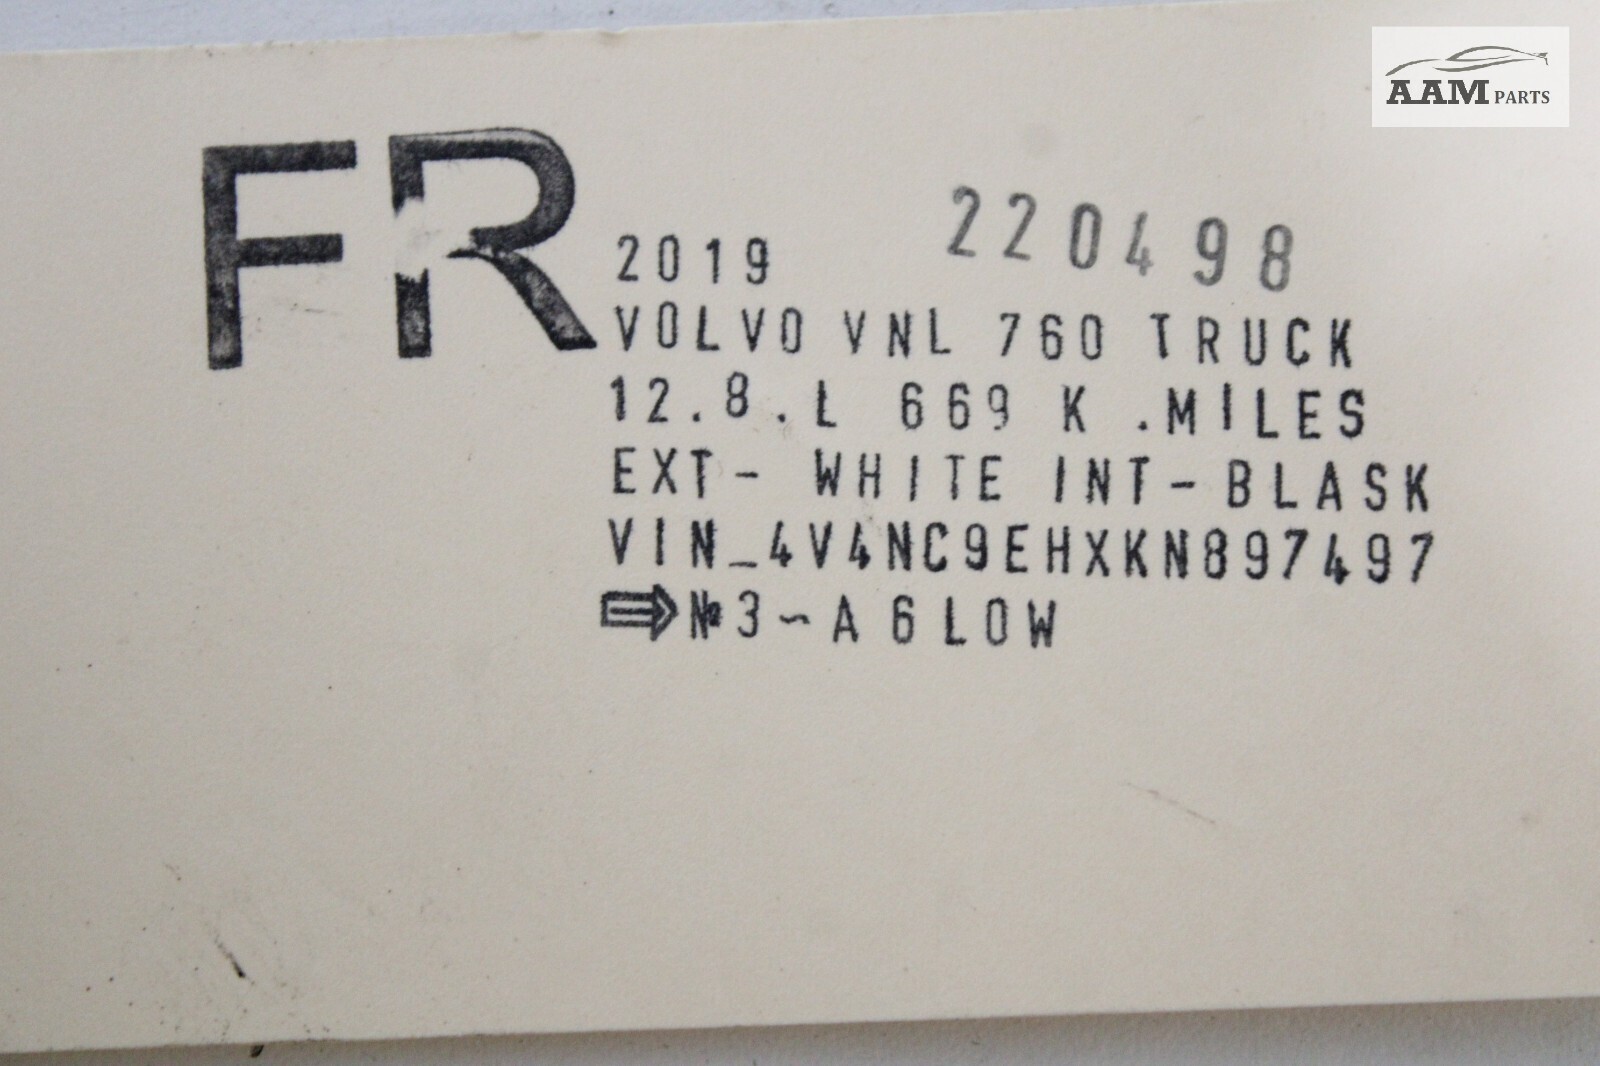 AAM PARTS
FR
220498
2019
VOLVO VNL 760 TRUCK
12.8.L 669 K .MILES
EXT- WHITE INT-BLASK
VIN_4V4NC9EHXKN897497
⇒№3~A6LOW